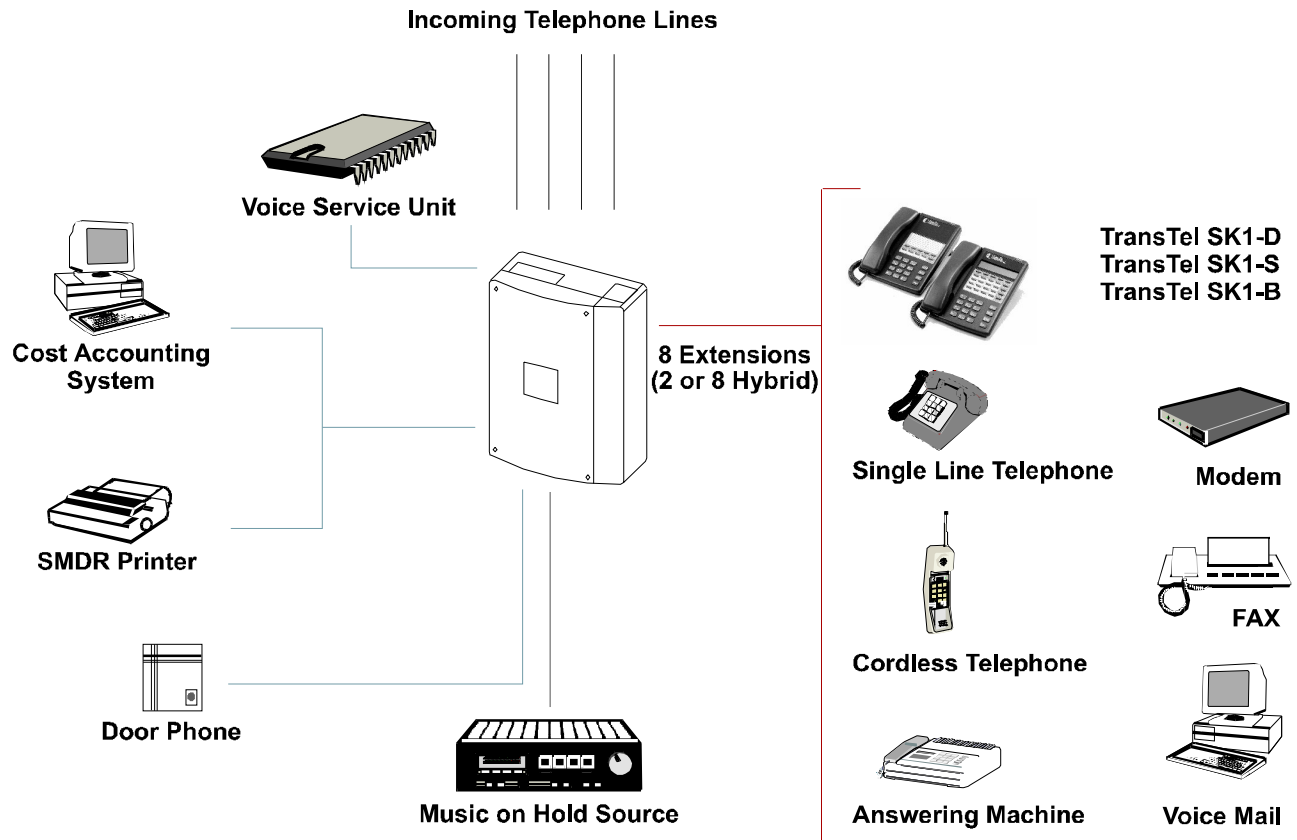 Incoming Telephone Lines
Voice Service Unit
TransTel SK1-D
TransTel SK1-S
TransTel SK1-B
Cost Accounting
System
8 Extensions
(2 or 8 Hybrid)
Single Line Telephone
Modem
SMDR Printer
FAX
Cordless Telephone
Door Phone
Music on Hold Source
Answering Machine
Voice Mail